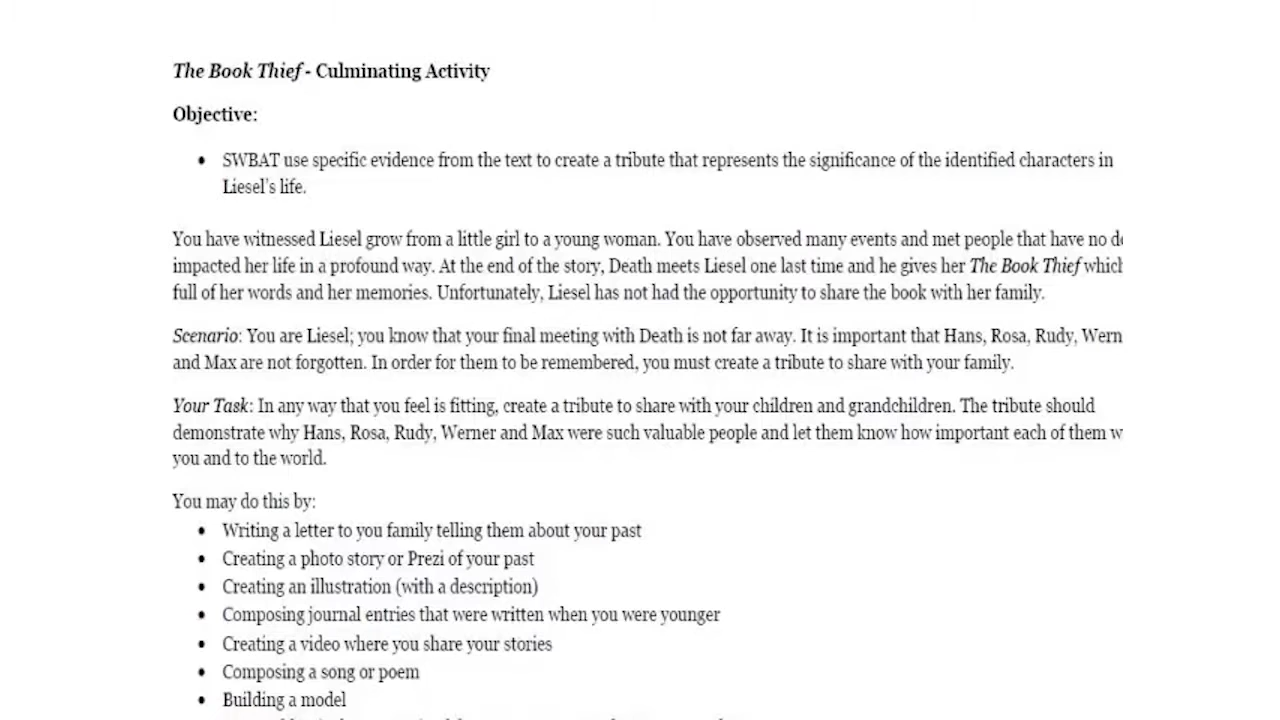 The Book Thief - Culminating Activity
Objective:
• SWBAT use specific evidence from the text to create a tribute that represents the significance of the identified characters in
Liesel's life.
You have witnessed Liesel grow from a little girl to a young woman. You have observed many events and met people that have no
impacted her life in a profound way. At the end of the story, Death meets Liesel one last time and he gives her The Book Thief which
full of her words and her memories. Unfortunately, Liesel has not had the opportunity to share the book with her family.
Scenario: You are Liesel; you know that your final meeting with Death is not far away. It is important that Hans, Rosa, Rudy, Wern
and Max are not forgotten. In order for them to be remembered, you must create a tribute to share with your family.
Your Task: In any way that you feel is fitting, create a tribute to share with your children and grandchildren. The tribute should
demonstrate why Hans, Rosa, Rudy, Werner and Max were such valuable people and let them know how important each of them w
you and to the world.
You may do this by:
• Writing a letter to you family telling them about your past
• Creating a photo story or Prezi of your past
• Creating an illustration (with a description)
• Composing journal entries that were written when you were younger
• Creating a video where you share your stories
• Composing a song or poem
• Building a model